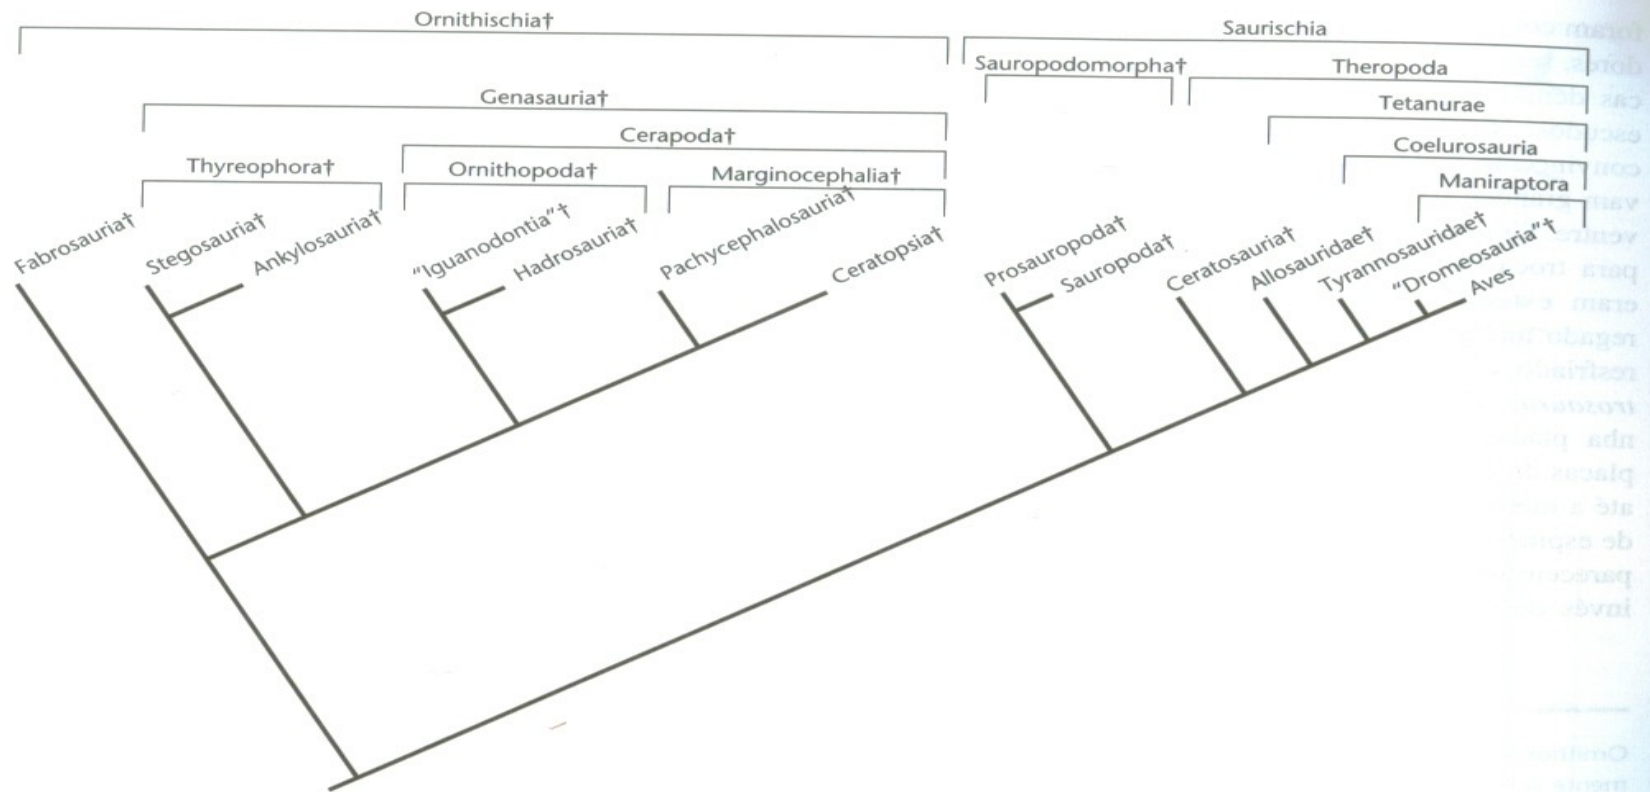 Ornithischia†
Saurischia
Sauropodomorpha†
Theropoda
Genasauria†
Tetanurae
Cerapoda†
Coelurosauria
Thyreophora†
Ornithopoda†
Marginocephalia†
Maniraptora
Fabrosauria†
Stegosauria†
Ankylosauria†
"Iguanodontia"†
Hadrosauria†
Pachycephalosauria†
Ceratopsia†
Prosauropoda†
Sauropoda†
Ceratosauria†
Allosauridae†
Tyrannosauridae†
"Dromeosauria"†
Aves